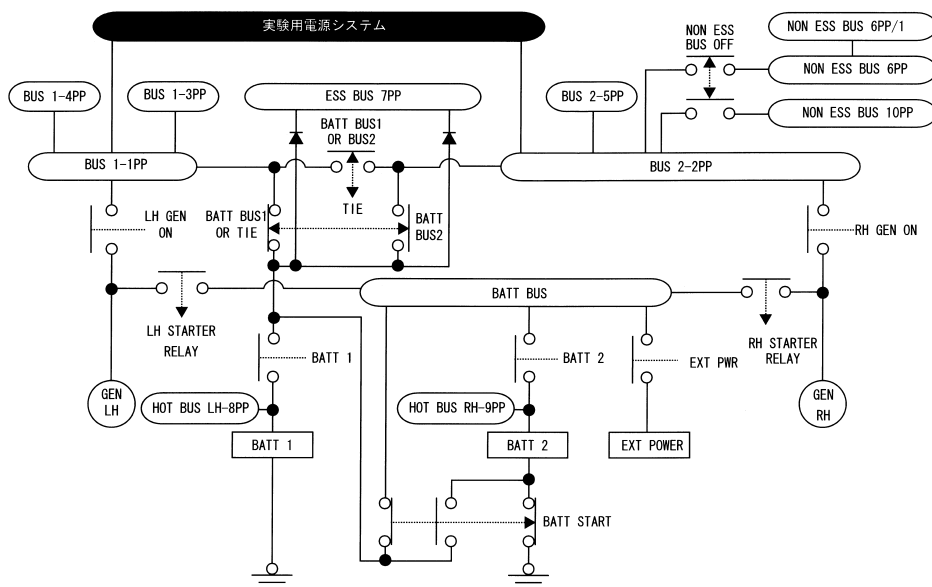 実験用電源システム
NON ESS
BUS OFF
NON ESS BUS 6PP/1
NON ESS BUS 6PP
NON ESS BUS 10PP
BUS 1-4PP
BUS 1-3PP
ESS BUS 7PP
BUS 2-5PP
BATT BUS1
OR BUS2
TIE
BUS 1-1PP
BUS 2-2PP
LH GEN
ON
BATT BUS1
OR TIE
BATT
BUS2
RH GEN ON
BATT BUS
LH STARTER
RELAY
RH STARTER
RELAY
BATT 1
BATT 2
EXT PWR
GEN
LH
HOT BUS LH-8PP
HOT BUS RH-9PP
GEN
RH
BATT 1
BATT 2
EXT POWER
BATT START